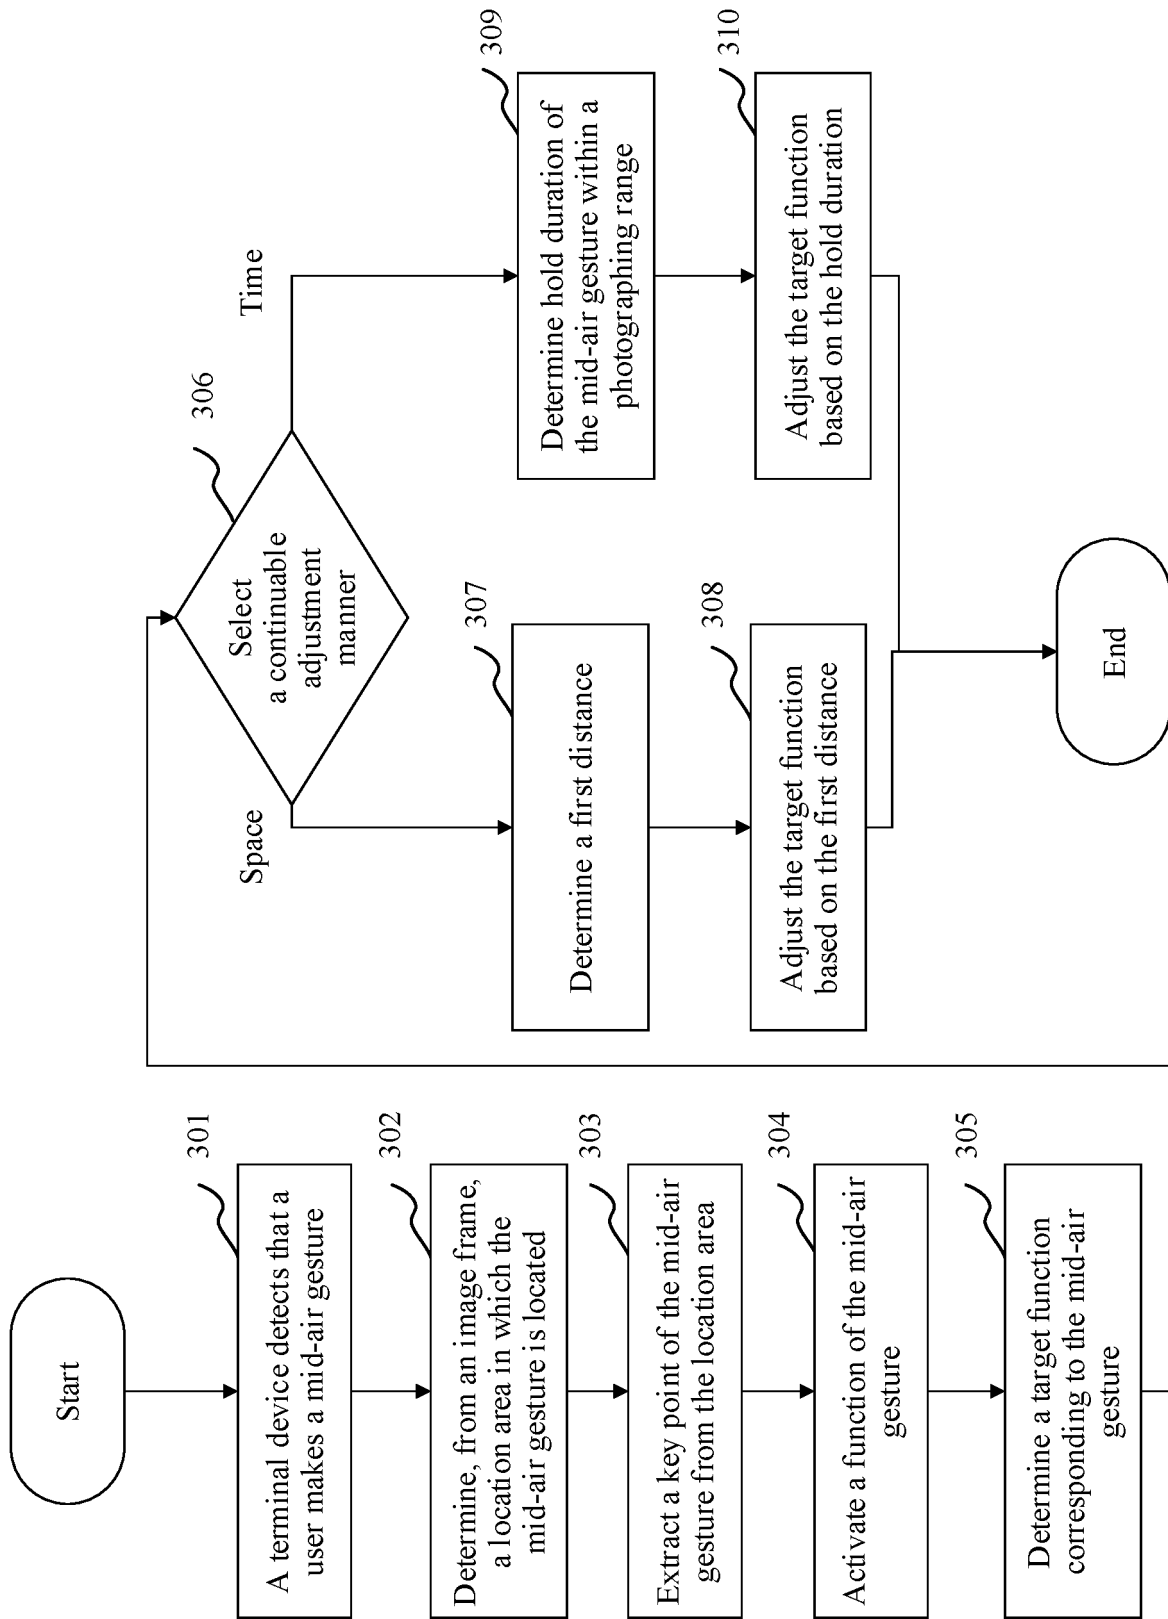 Start
301
A terminal device detects that a
user makes a mid-air gesture
302
Determine, from an image frame,
a location area in which the
mid-air gesture is located
303
Extract a key point of the mid-air
gesture from the location area
304
Activate a function of the mid-air
gesture
305
Determine a target function
corresponding to the mid-air
gesture
306
Select
a continuable
adjustment
manner
Space
Time
307
Determine a first distance
308
Adjust the target function
based on the first distance
309
Determine hold duration of
the mid-air gesture within a
photographing range
310
Adjust the target function
based on the hold duration
End